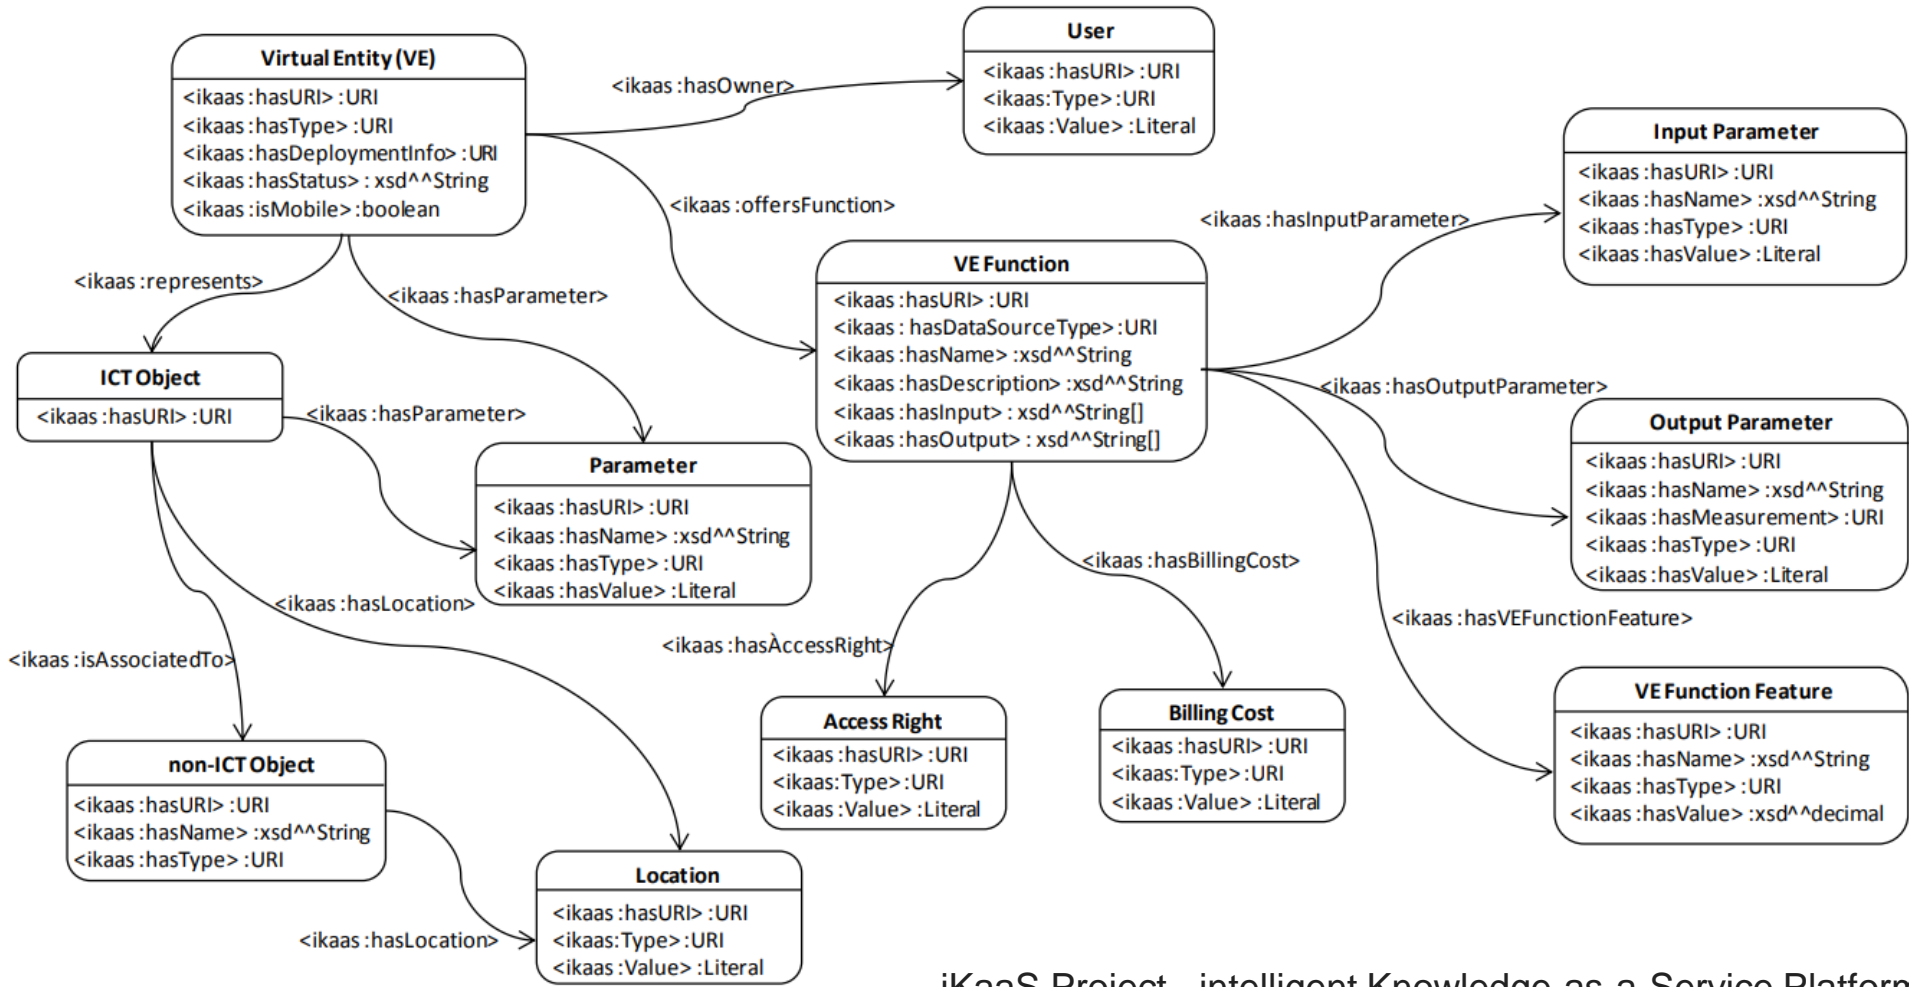 Virtual Entity (VE)
<ikaas:hasURI> :URI
<ikaas:hasType> :URI
<ikaas:hasDeploymentInfo> :URI
<ikaas:hasStatus> : xsd^^String
<ikaas:isMobile> :boolean
<ikaas:hasOwner>
User
<ikaas:hasURI> :URI
<ikaas:Type> :URI
<ikaas:Value> :Literal
<ikaas:offersFunction>
<ikaas:represents>
<ikaas:hasParameter>
ICT Object
<ikaas:hasURI> :URI
<ikaas:hasParameter>
Parameter
<ikaas:hasURI> :URI
<ikaas:hasName> :xsd^^String
<ikaas:hasType> :URI
<ikaas:hasValue> :Literal
VE Function
<ikaas:hasURI> :URI
<ikaas: hasDataSourceType> :URI
<ikaas:hasName> :xsd^^String
<ikaas:hasDescription> :xsd^^String
<ikaas:hasInput> : xsd^^String[]
<ikaas:hasOutput> : xsd^^String[]
<ikaas:hasInputParameter>
Input Parameter
<ikaas:hasURI> :URI
<ikaas:hasName> :xsd^^String
<ikaas:hasType> :URI
<ikaas:hasValue> :Literal
<ikaas:hasOutputParameter>
Output Parameter
<ikaas:hasURI> :URI
<ikaas:hasName> :xsd^^String
<ikaas:hasMeasurement> :URI
<ikaas:hasType> :URI
<ikaas:hasValue> :Literal
<ikaas:hasVEFunctionFeature>
VE Function Feature
<ikaas:hasURI> :URI
<ikaas:hasName> :xsd^^String
<ikaas:hasType> :URI
<ikaas:hasValue> :xsd^^decimal
<ikaas:hasBillingCost>
<ikaas:hasÀccessRight>
Access Right
<ikaas:hasURI> :URI
<ikaas:Type> :URI
<ikaas:Value> :Literal
Billing Cost
<ikaas:hasURI> :URI
<ikaas:Type> :URI
<ikaas:Value> :Literal
<ikaas:hasLocation>
<ikaas:isAssociatedTo>
non-ICT Object
<ikaas:hasURI> :URI
<ikaas:hasName> :xsd^^String
<ikaas:hasType> :URI
<ikaas:hasLocation>
Location
<ikaas:hasURI> :URI
<ikaas:Type> :URI
<ikaas:Value> :Literal
iKaaS Project - intelligent Knowledge-as-a-Service Platform